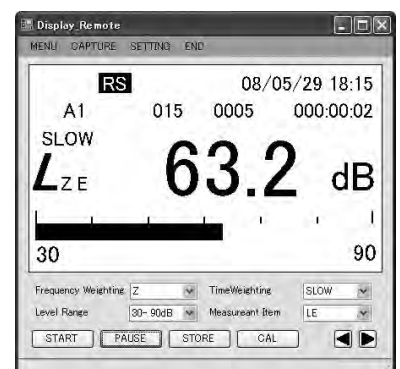 Display_Remote
MENU CAPTURE SETTING END
RS 08/05/29 18:15
A1 015 0005 000:00:02
SLOW
LZE 63.2 dB
30 90
Frequency Weighting Z TimeWeighting SLOW
Level Range 30- 90dB Measureant Item LE
START PAUSE STORE CAL